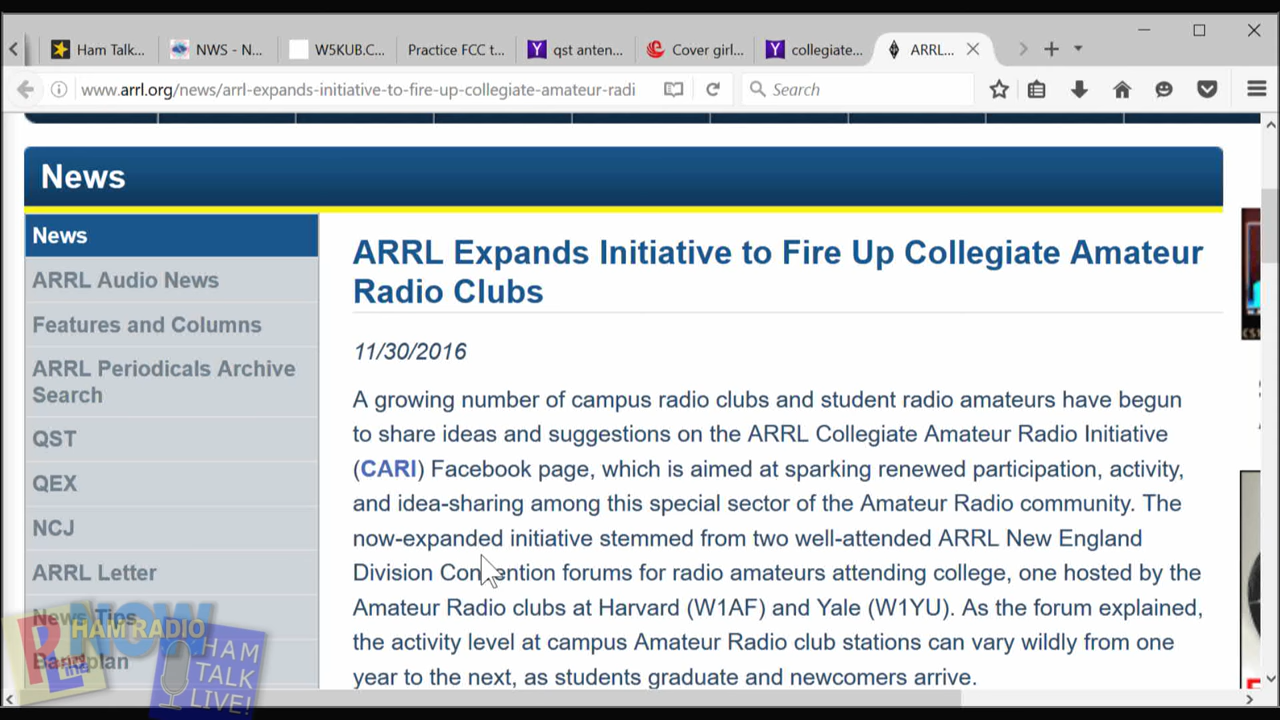 Ham Talk...
NWS - N...
W5KUB.C...
Practice FCC t...
qst anten...
Cover girl...
collegiate...
ARRL...
www.arrl.org/news/arrl-expands-initiative-to-fire-up-collegiate-amateur-radi
Search
News
News
ARRL Audio News
Features and Columns
ARRL Periodicals Archive
Search
QST
QEX
NCJ
ARRL Letter
News Tips
Bandplan
ARRL Expands Initiative to Fire Up Collegiate Amateur
Radio Clubs
11/30/2016
A growing number of campus radio clubs and student radio amateurs have begun
to share ideas and suggestions on the ARRL Collegiate Amateur Radio Initiative
(CARI) Facebook page, which is aimed at sparking renewed participation, activity,
and idea-sharing among this special sector of the Amateur Radio community. The
now-expanded initiative stemmed from two well-attended ARRL New England
Division Convention forums for radio amateurs attending college, one hosted by the
Amateur Radio clubs at Harvard (W1AF) and Yale (W1YU). As the forum explained,
the activity level at campus Amateur Radio club stations can vary wildly from one
year to the next, as students graduate and newcomers arrive.
HAM RADIO
NOW
HAM
TALK
LIVE!